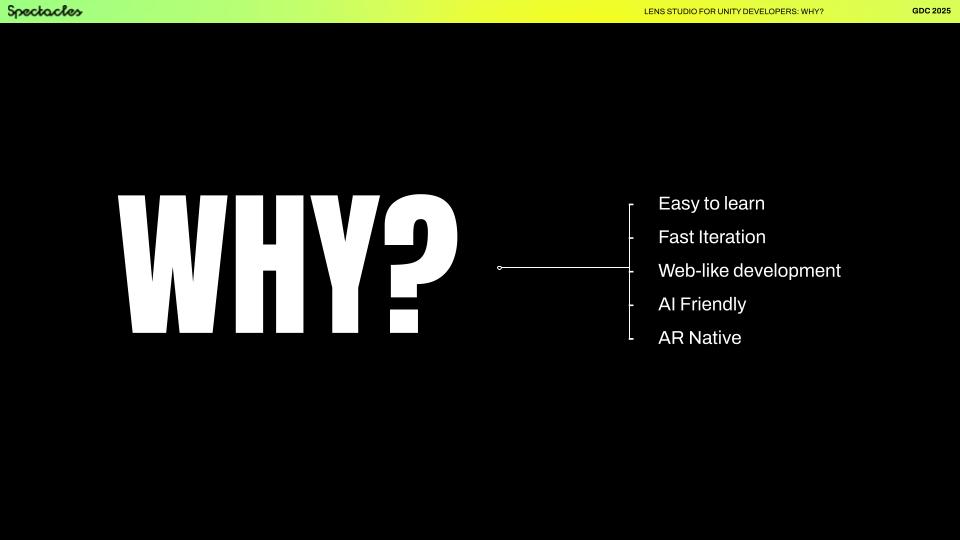 Spectacles
LENS STUDIO FOR UNITY DEVELOPERS: WHY?
GDC 2025
WHY?
Easy to learn
Fast Iteration
Web-like development
AI Friendly
AR Native